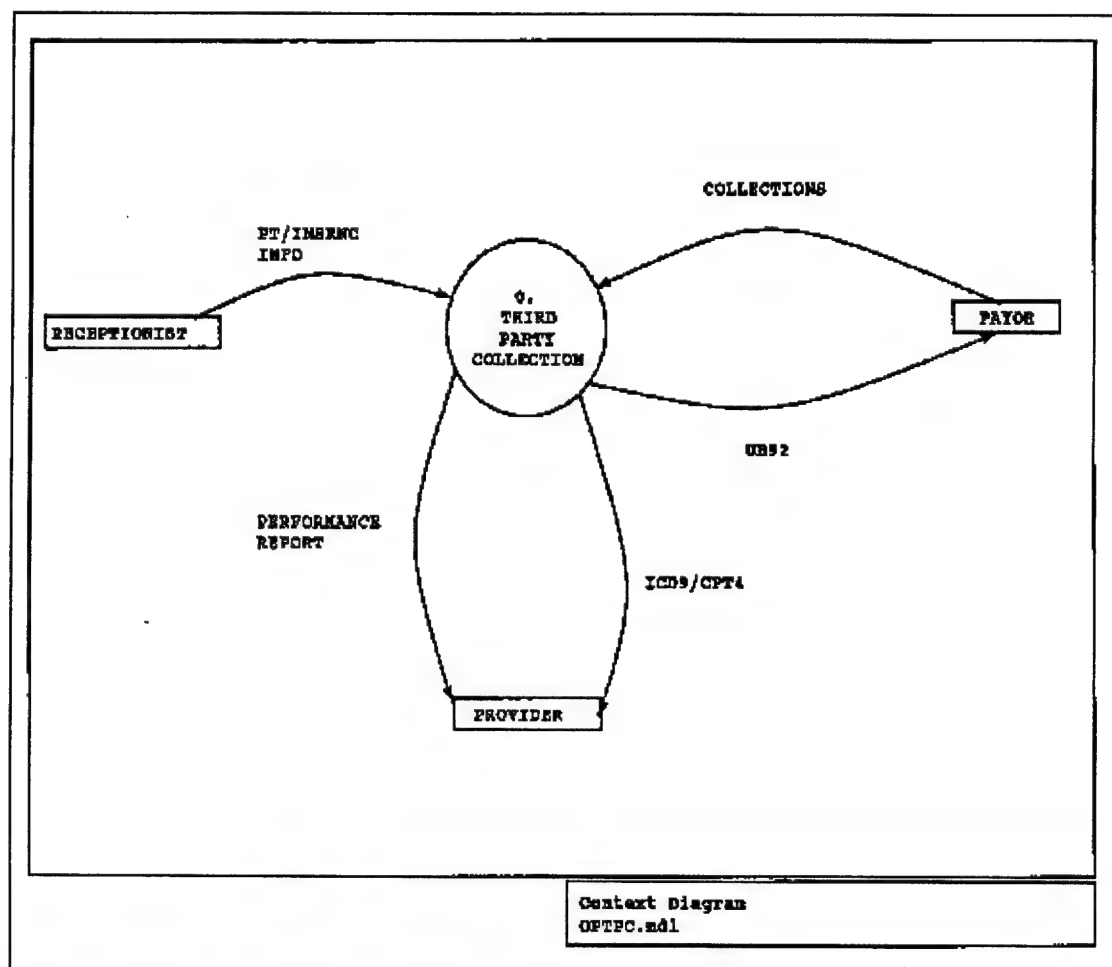 COLLECTIONS
PT/INSRNC
INFO
0.
THIRD
PARTY
COLLECTION
RECEPTIONIST
PAYOR
UB92
PERFORMANCE
REPORT
ICD9/CPT4
PROVIDER
Context Diagram
OPTPC.mdl